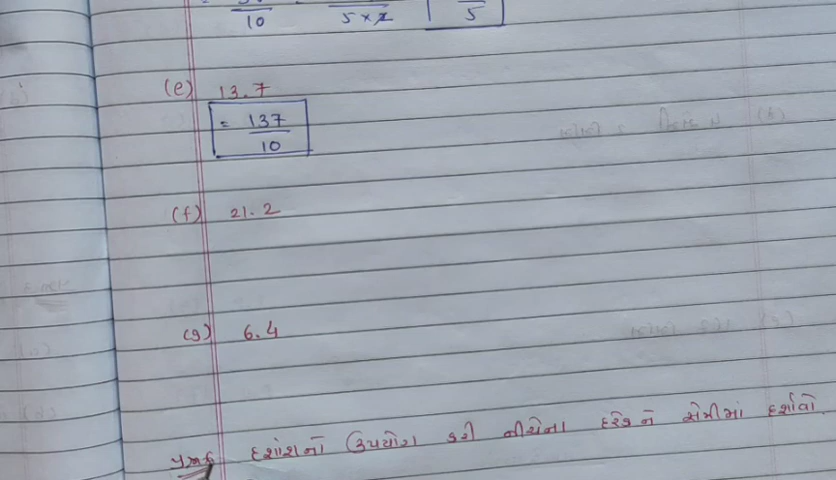 10 5×2 5
(e) 13.7
= 137/10
(f) 21.2
(g) 6.4
પ્રશ્ન-6 દશાંશનો ઉપયોગ કરી નીચેના દરેકને સેમીમાં દર્શાવો.